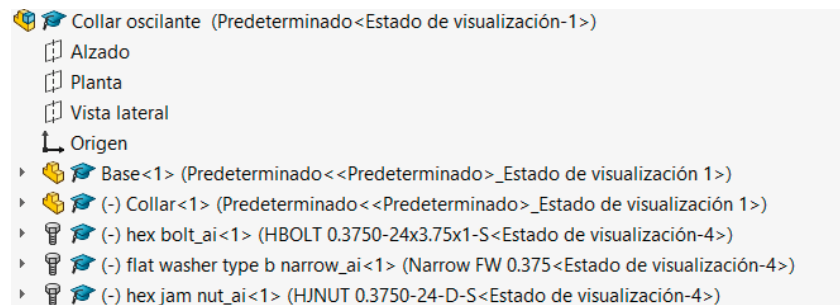 Collar oscilante (Predeterminado<Estado de visualización-1>)
Alzado
Planta
Vista lateral
Origen
Base<1> (Predeterminado<<Predeterminado>_Estado de visualización 1>)
(-) Collar<1> (Predeterminado<<Predeterminado>_Estado de visualización 1>)
(-) hex bolt_ai<1> (HBOLT 0.3750-24x3.75x1-S<Estado de visualización-4>)
(-) flat washer type b narrow_ai<1> (Narrow FW 0.375<Estado de visualización-4>)
(-) hex jam nut_ai<1> (HJNUT 0.3750-24-D-S<Estado de visualización-4>)